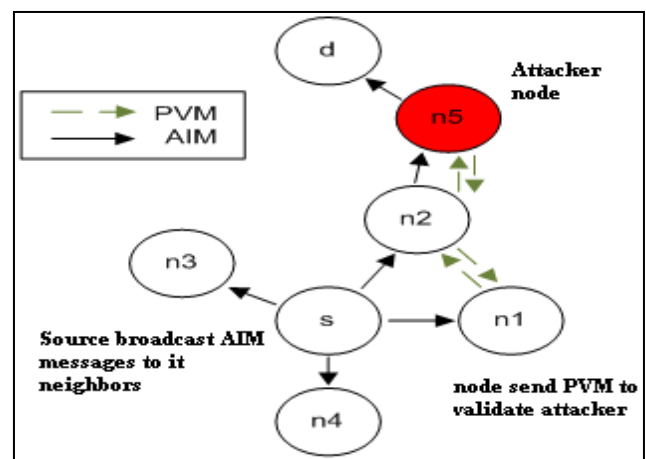 d
Attacker
node
n5
PVM
AIM
n2
n3
s
n1
Source broadcast AIM
messages to it
neighbors
node send PVM to
validate attacker
n4